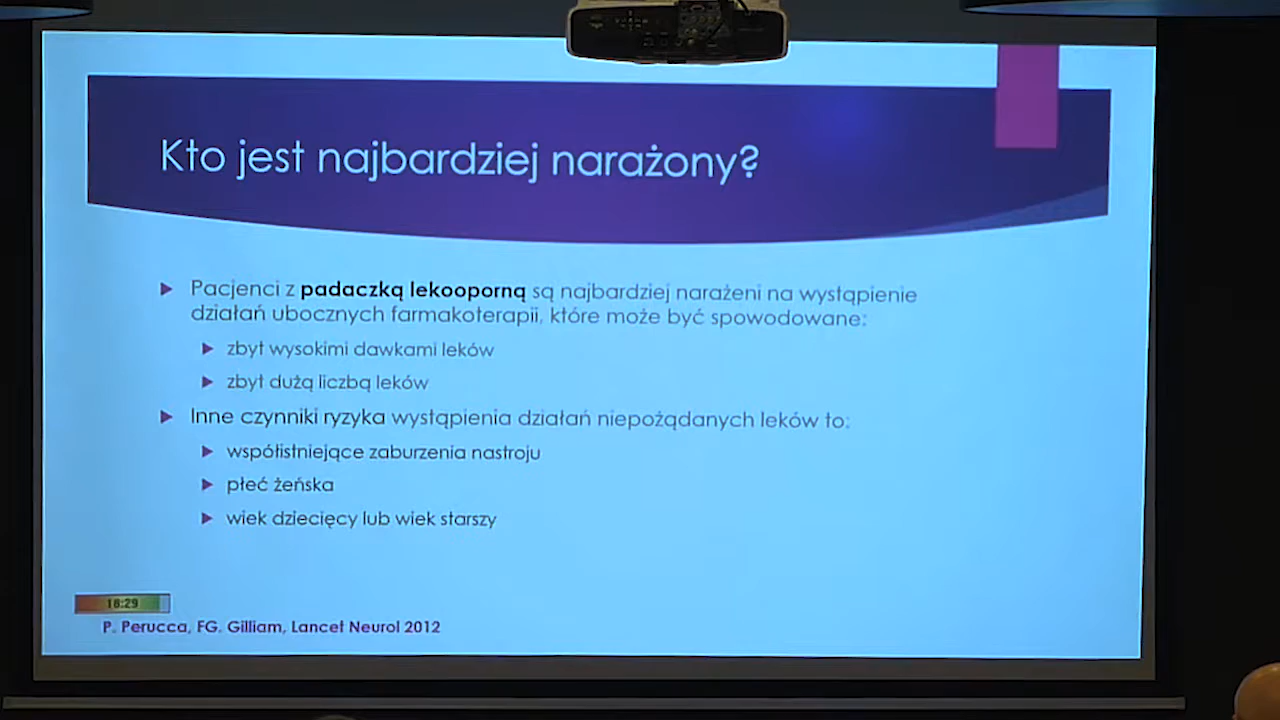 Kto jest najbardziej narażony?
Pacjenci z padaczką lekooporną są najbardziej narażeni na wystąpienie
działań ubocznych farmakoterapii, które może być spowodowane:
zbyt wysokimi dawkami leków
zbyt dużą liczbą leków
Inne czynniki ryzyka wystąpienia działań niepożądanych leków to:
współistniejące zaburzenia nastroju
płeć żeńska
wiek dziecięcy lub wiek starszy
16:29
P. Perucca, FG. Gilliam, Lancet Neurol 2012